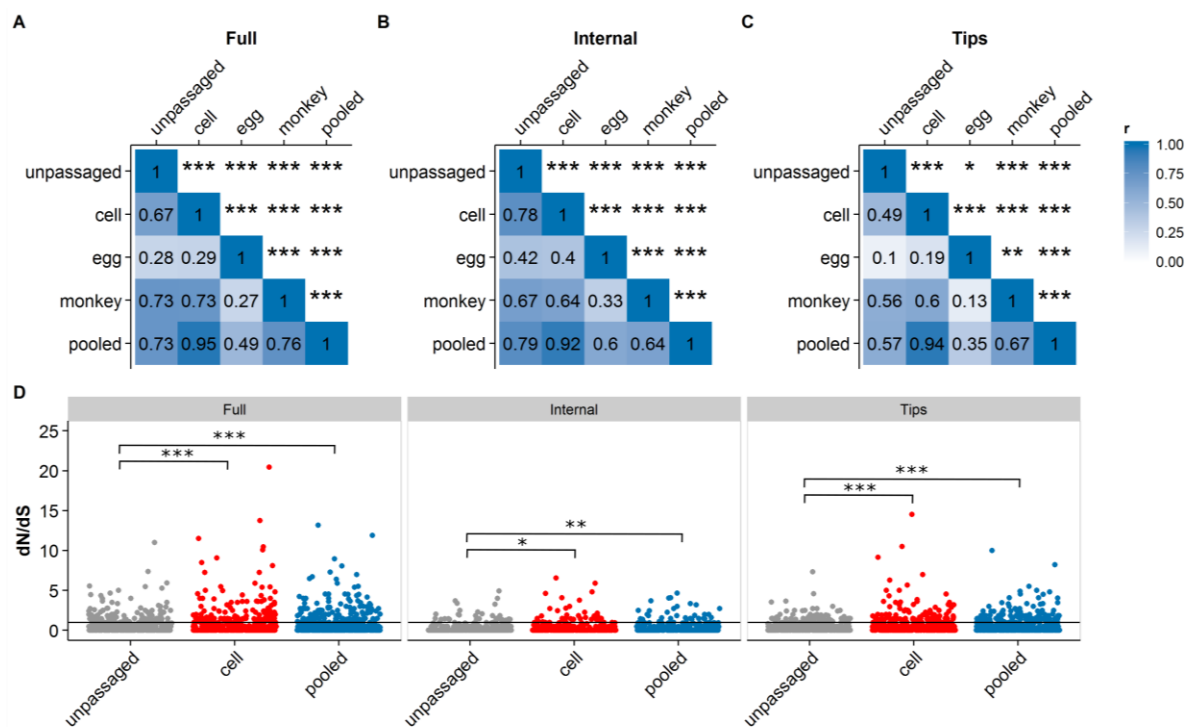 A
Full
unpassaged
cell
egg
monkey
pooled
unpassaged 1 *** *** *** ***
cell 0.67 1 *** *** ***
egg 0.28 0.29 1 *** ***
monkey 0.73 0.73 0.27 1 ***
pooled 0.73 0.95 0.49 0.76 1
B
Internal
unpassaged
cell
egg
monkey
pooled
unpassaged 1 *** *** *** ***
cell 0.78 1 *** *** ***
egg 0.42 0.4 1 *** ***
monkey 0.67 0.64 0.33 1 ***
pooled 0.79 0.92 0.6 0.64 1
C
Tips
unpassaged
cell
egg
monkey
pooled
unpassaged 1 *** * *** ***
cell 0.49 1 *** *** ***
egg 0.1 0.19 1 ** ***
monkey 0.56 0.6 0.13 1 ***
pooled 0.57 0.94 0.35 0.67 1
r
1.00
0.75
0.50
0.25
0.00
D
Full
Internal
Tips
dN/dS
25
20
15
10
5
0
***
***
**
*
***
***
unpassaged
cell
pooled
unpassaged
cell
pooled
unpassaged
cell
pooled